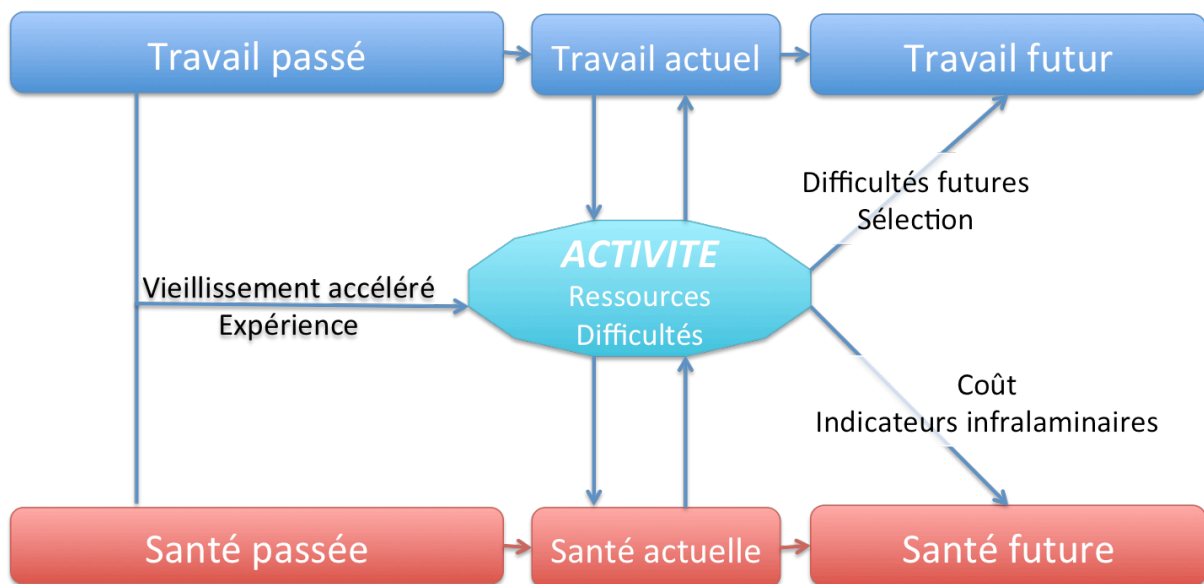 Travail passé
Travail actuel
Travail futur
Difficultés futures
Sélection
ACTIVITE
Ressources
Difficultés
Vieillissement accéléré
Expérience
Coût
Indicateurs infralaminaires
Santé passée
Santé actuelle
Santé future